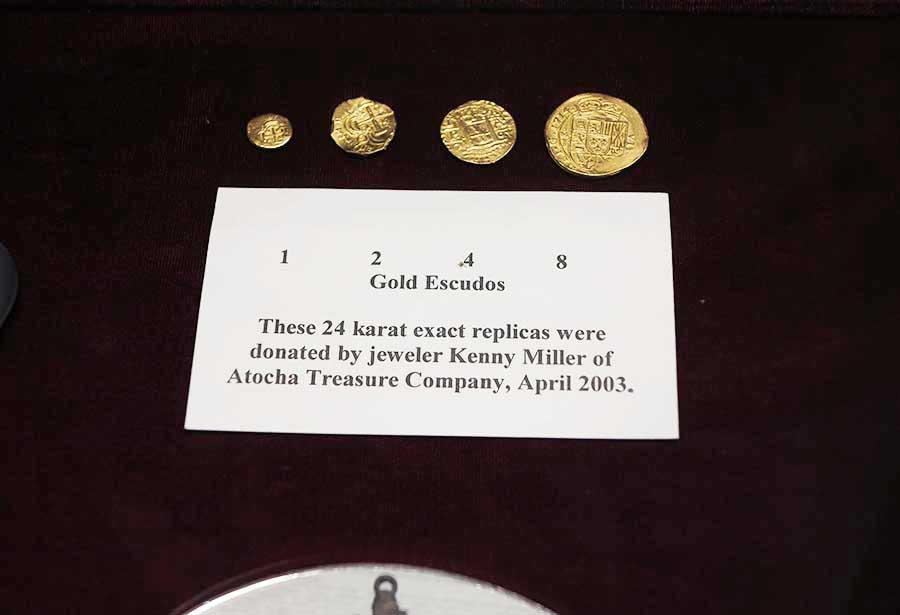 1 2 4 8
Gold Escudos
These 24 karat exact replicas were
donated by jeweler Kenny Miller of
Atocha Treasure Company, April 2003.